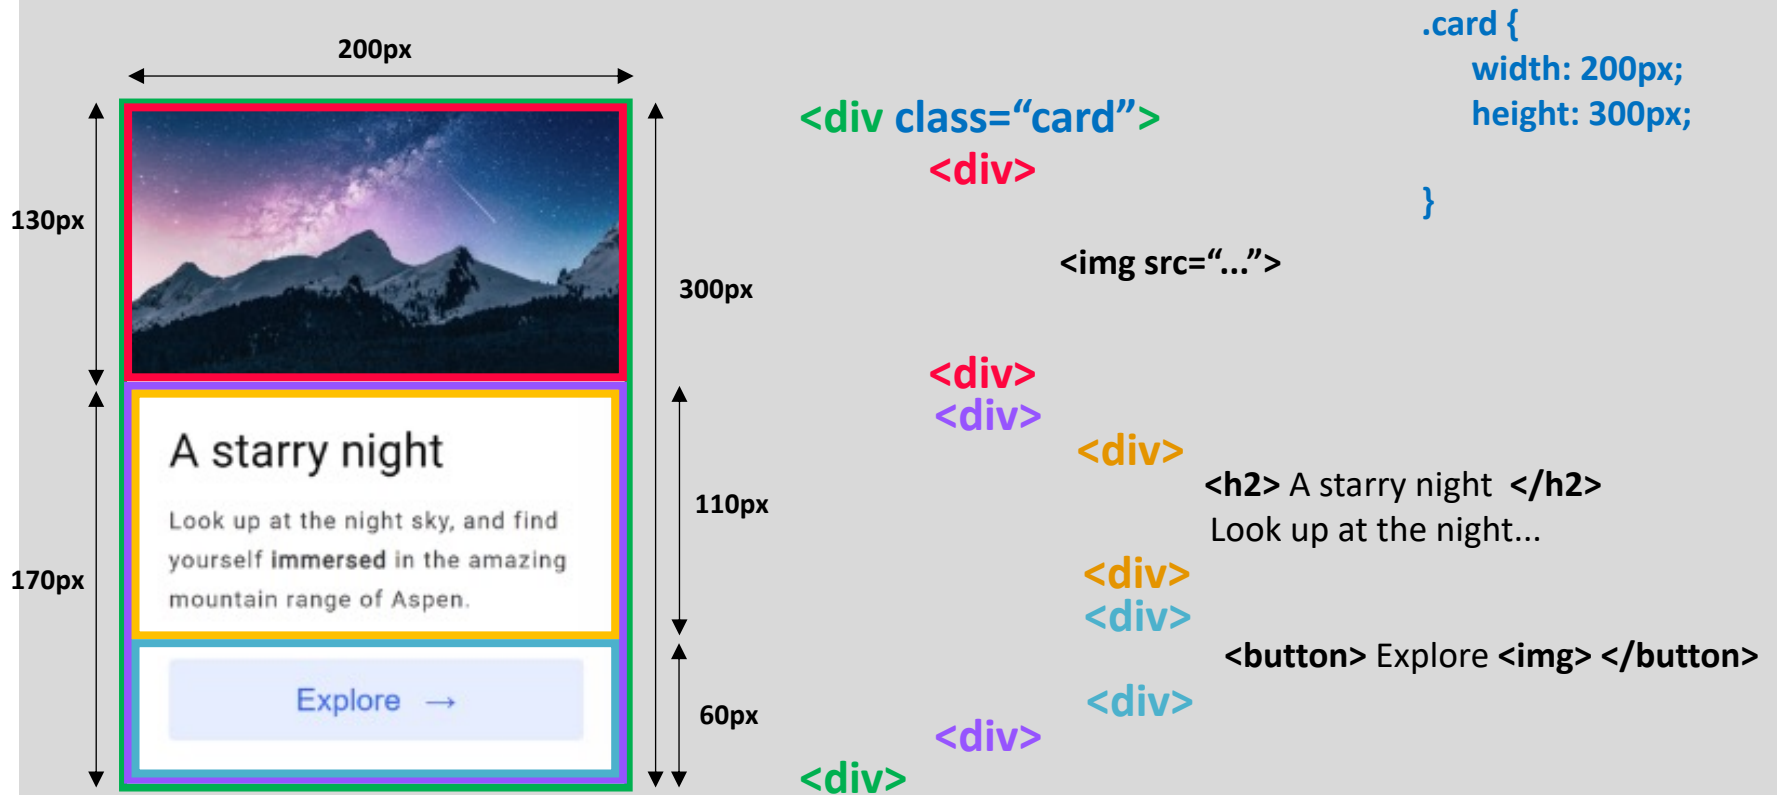 200px
130px
170px
300px
110px
60px
A starry night
Look up at the night sky, and find
yourself immersed in the amazing
mountain range of Aspen.
Explore →
<div class=“card”>
<div>
<img src=“...”>
<div>
<div>
<div>
<h2> A starry night </h2>
Look up at the night...
<div>
<div>
<button> Explore <img> </button>
<div>
<div>
<div>
.card {
width: 200px;
height: 300px;
}